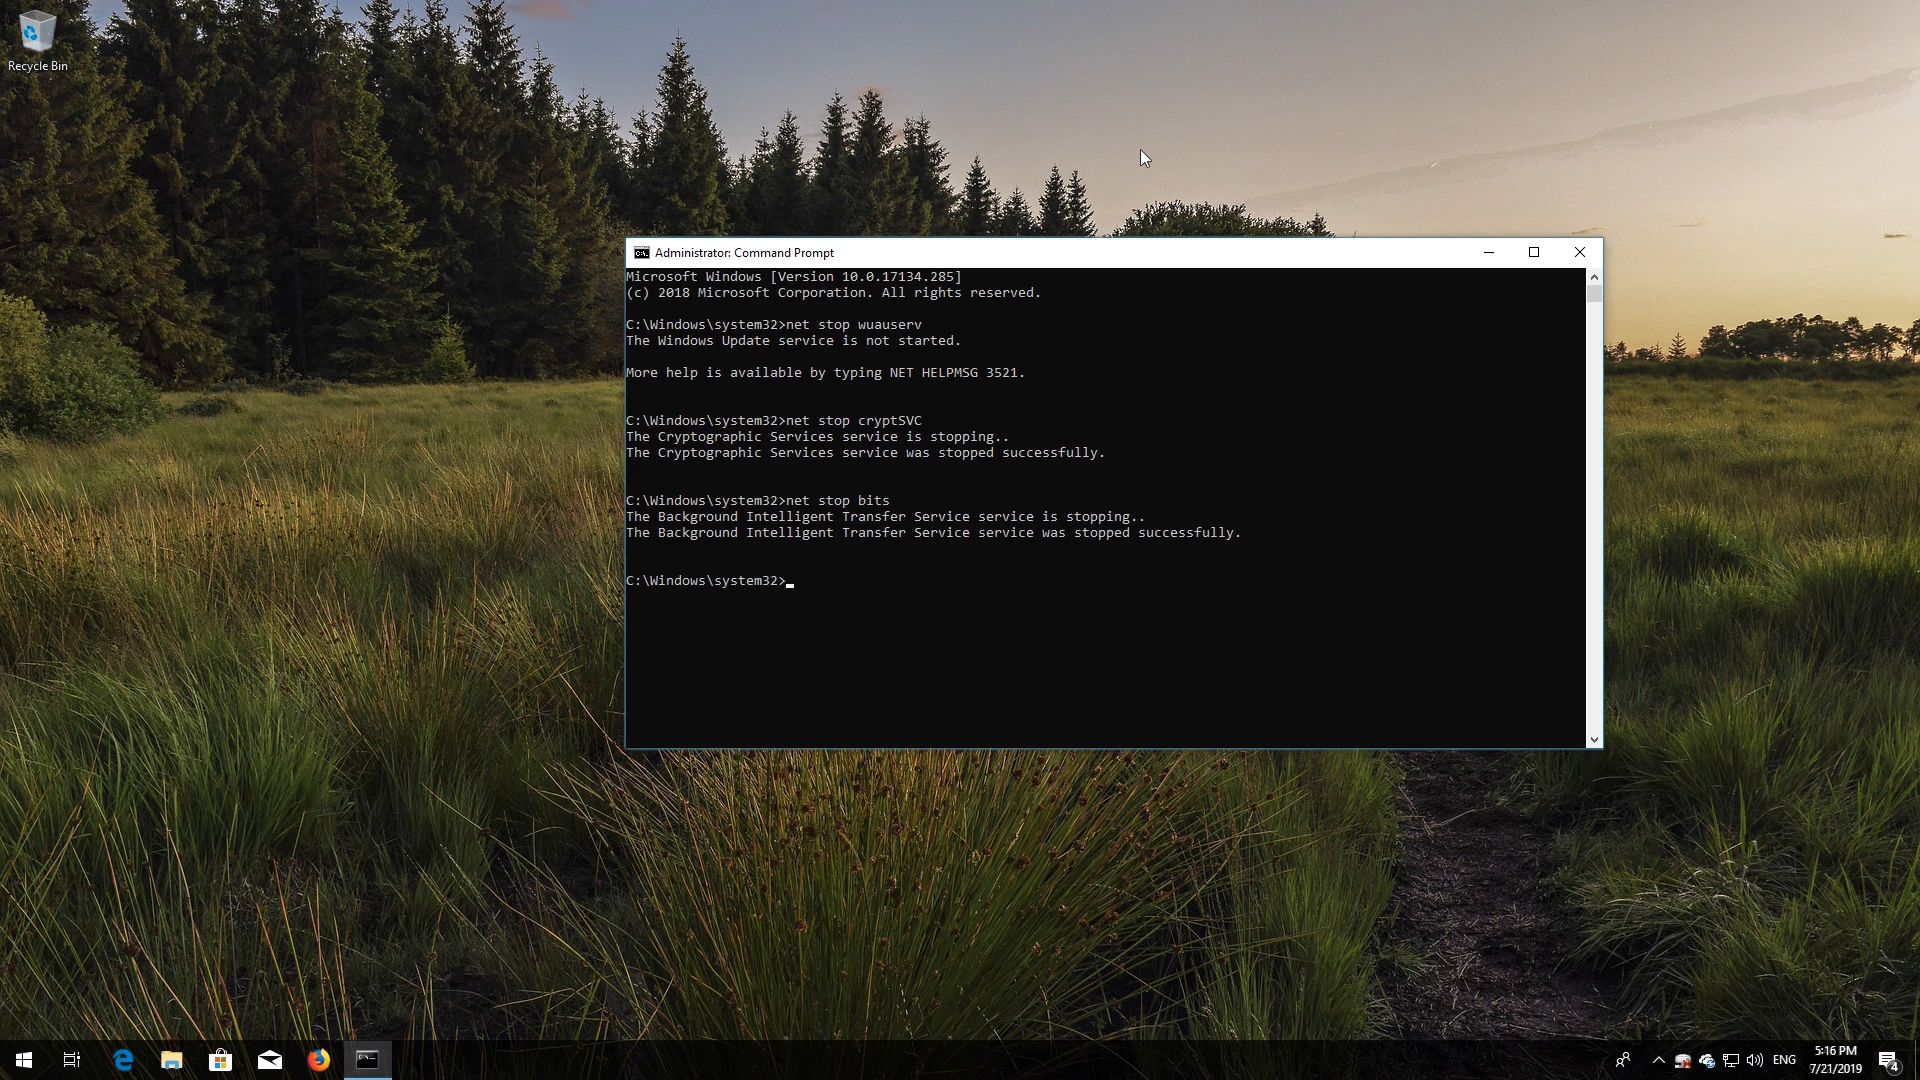 Recycle Bin
Administrator: Command Prompt
Microsoft Windows [Version 10.0.17134.285]
(c) 2018 Microsoft Corporation. All rights reserved.
C:\Windows\system32>net stop wuauserv
The Windows Update service is not started.
More help is available by typing NET HELPMSG 3521.
C:\Windows\system32>net stop cryptSVC
The Cryptographic Services service is stopping..
The Cryptographic Services service was stopped successfully.
C:\Windows\system32>net stop bits
The Background Intelligent Transfer Service service is stopping..
The Background Intelligent Transfer Service service was stopped successfully.
C:\Windows\system32>
ENG
5:16 PM
7/21/2019
4